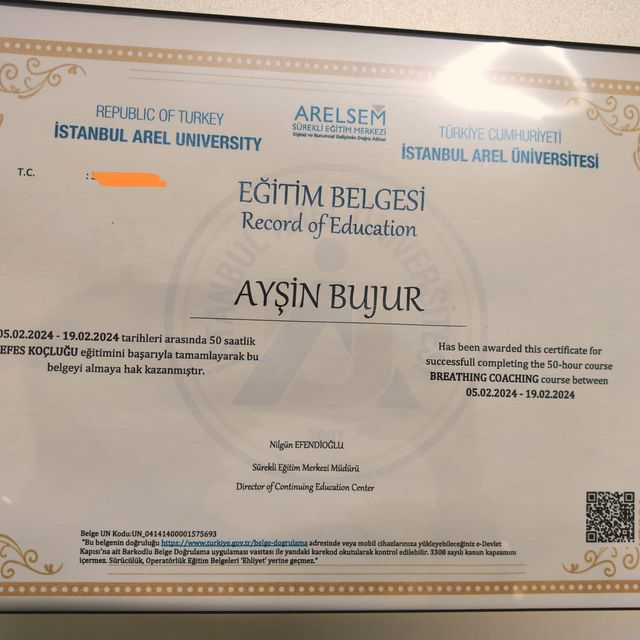 REPUBLIC OF TURKEY
İSTANBUL AREL UNIVERSITY
ARELSEM
SÜREKLİ EĞİTİM MERKEZİ
Kişisel ve Kurumsal Gelişimin Doğru Adresi
TÜRKİYE CUMHURİYETİ
İSTANBUL AREL ÜNİVERSİTESİ
T.C. :
EĞİTİM BELGESİ
Record of Education
AYŞİN BUJUR
05.02.2024 - 19.02.2024 tarihleri arasında 50 saatlik
EFES KOÇLUĞU eğitimini başarıyla tamamlayarak bu
belgeyi almaya hak kazanmıştır.
Has been awarded this certificate for
successfull completing the 50-hour course
BREATHING COACHING course between
05.02.2024 - 19.02.2024
Nilgün EFENDİOĞLU
Sürekli Eğitim Merkezi Müdürü
Director of Continuing Education Center
Belge UN Kodu:UN_04141400001575693
"Bu belgenin doğruluğu https://www.turkiye.gov.tr/belge-dogrulama adresinde veya mobil cihazlarınıza yükleyebileceğiniz e-Devlet
Kapısı'na ait Barkodlu Belge Doğrulama uygulaması vasıtası ile yandaki karekod okutularak kontrol edilebilir. 3308 sayılı kanun kapsamını
içermez. Sürücülük, Operatörlük Eğitim Belgeleri 'Ehliyet' yerine geçmez."